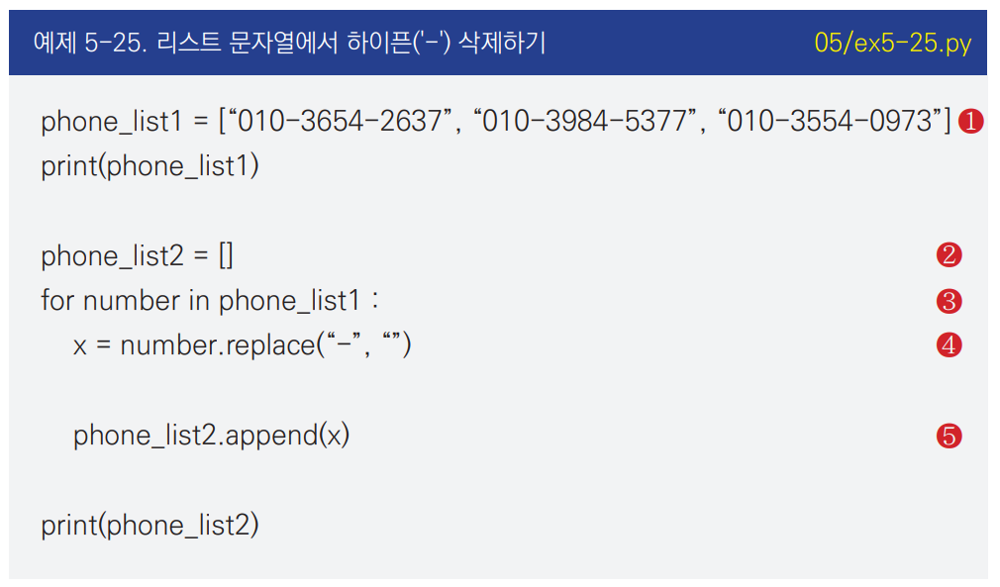 예제 5-25. 리스트 문자열에서 하이픈('-') 삭제하기 05/ex5-25.py
phone_list1 = [“010-3654-2637”, “010-3984-5377”, “010-3554-0973”] ❶
print(phone_list1)
phone_list2 = [] ❷
for number in phone_list1 : ❸
x = number.replace(“-”, “”) ❹
phone_list2.append(x) ❺
print(phone_list2)